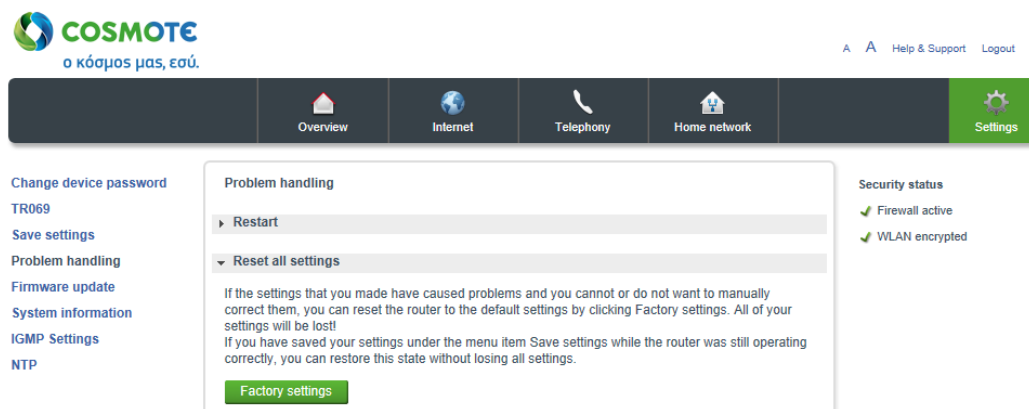 COSMOTE
ο κόσμος μας, εσύ.
A A Help & Support Logout
Overview Internet Telephony Home network Settings
Change device password
TR069
Save settings
Problem handling
Firmware update
System information
IGMP Settings
NTP
Problem handling
Restart
Reset all settings
If the settings that you made have caused problems and you cannot or do not want to manually
correct them, you can reset the router to the default settings by clicking Factory settings. All of your
settings will be lost!
If you have saved your settings under the menu item Save settings while the router was still operating
correctly, you can restore this state without losing all settings.
Factory settings
Security status
Firewall active
WLAN encrypted